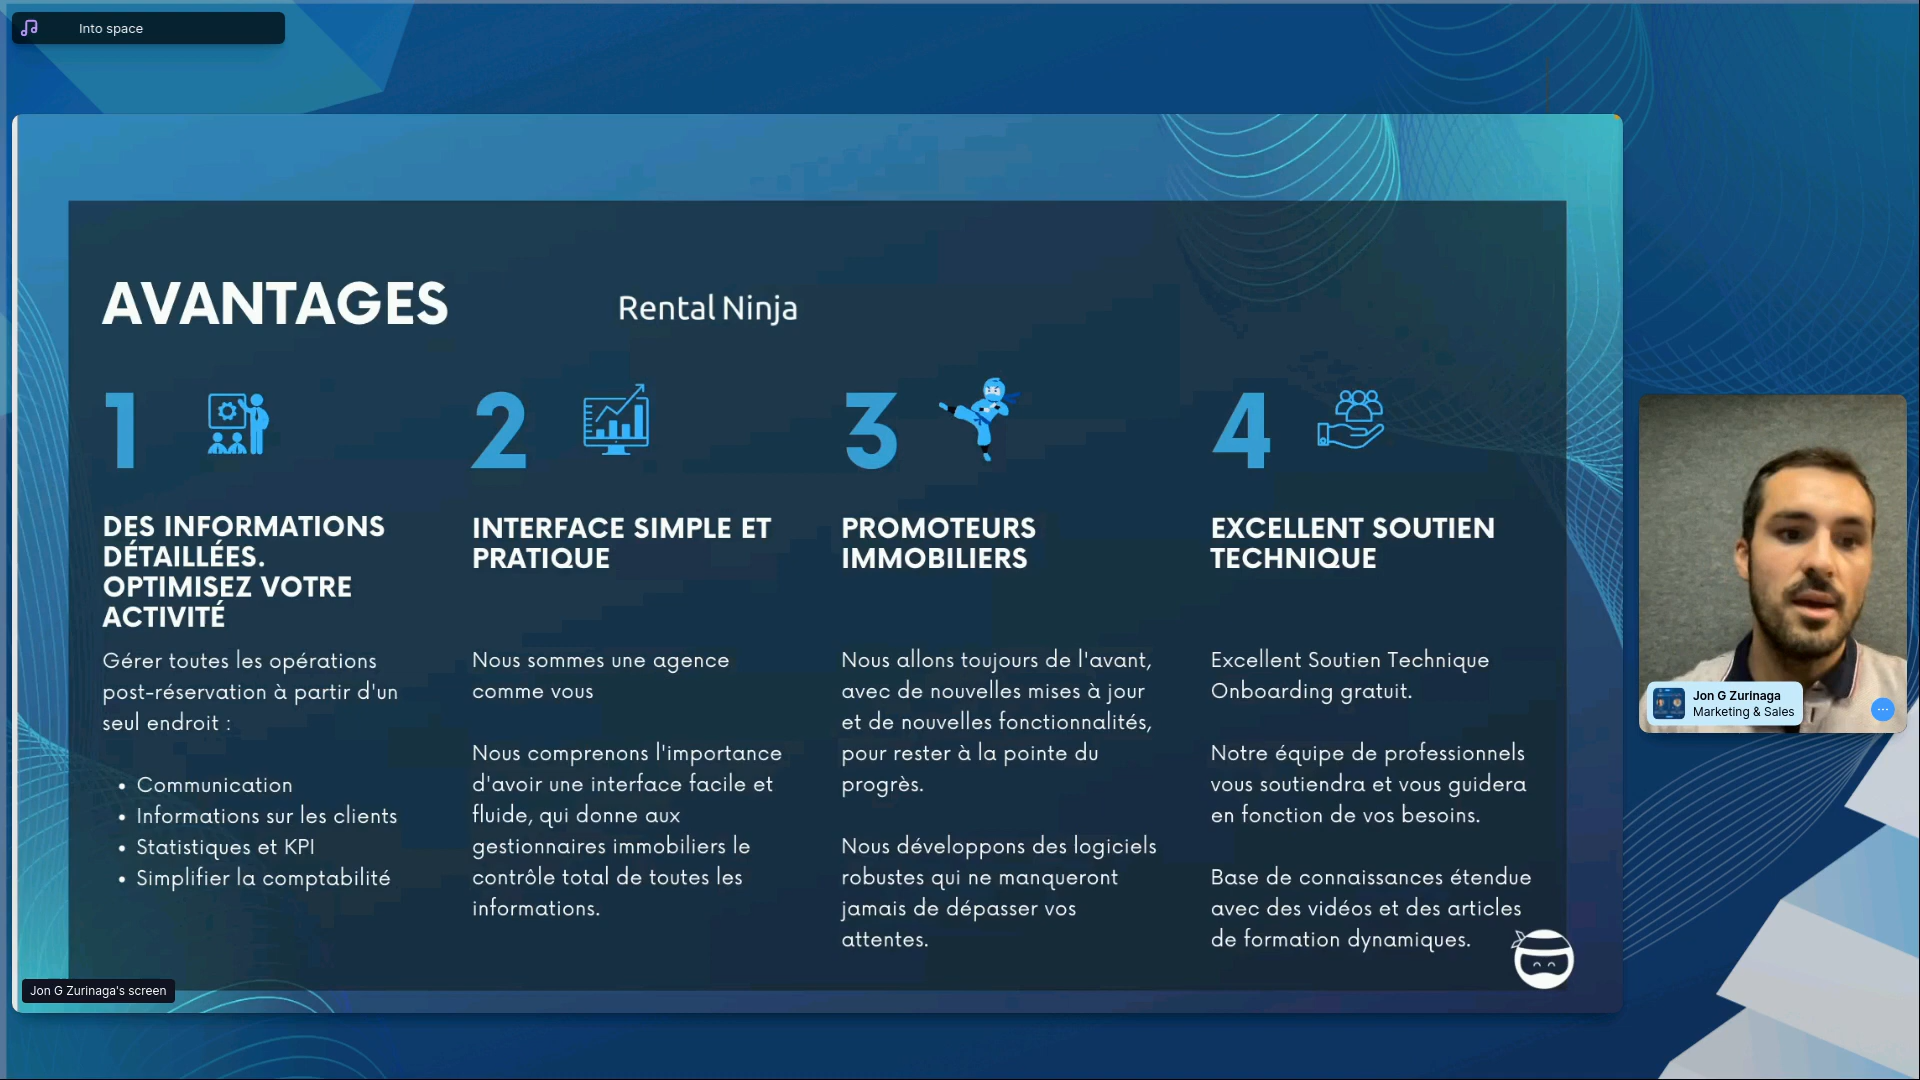 Into space
AVANTAGES
Rental Ninja
1
DES INFORMATIONS
DÉTAILLÉES.
OPTIMISEZ VOTRE
ACTIVITÉ
Gérer toutes les opérations
post-réservation à partir d'un
seul endroit :
• Communication
• Informations sur les clients
• Statistiques et KPI
• Simplifier la comptabilité
2
INTERFACE SIMPLE ET
PRATIQUE
Nous sommes une agence
comme vous
Nous comprenons l'importance
d'avoir une interface facile et
fluide, qui donne aux
gestionnaires immobiliers le
contrôle total de toutes les
informations.
3
PROMOTEURS
IMMOBILIERS
Nous allons toujours de l'avant,
avec de nouvelles mises à jour
et de nouvelles fonctionnalités,
pour rester à la pointe du
progrès.
Nous développons des logiciels
robustes qui ne manqueront
jamais de dépasser vos
attentes.
4
EXCELLENT SOUTIEN
TECHNIQUE
Excellent Soutien Technique
Onboarding gratuit.
Notre équipe de professionnels
vous soutiendra et vous guidera
en fonction de vos besoins.
Base de connaissances étendue
avec des vidéos et des articles
de formation dynamiques.
Jon G Zurinaga
Marketing & Sales
Jon G Zurinaga's screen